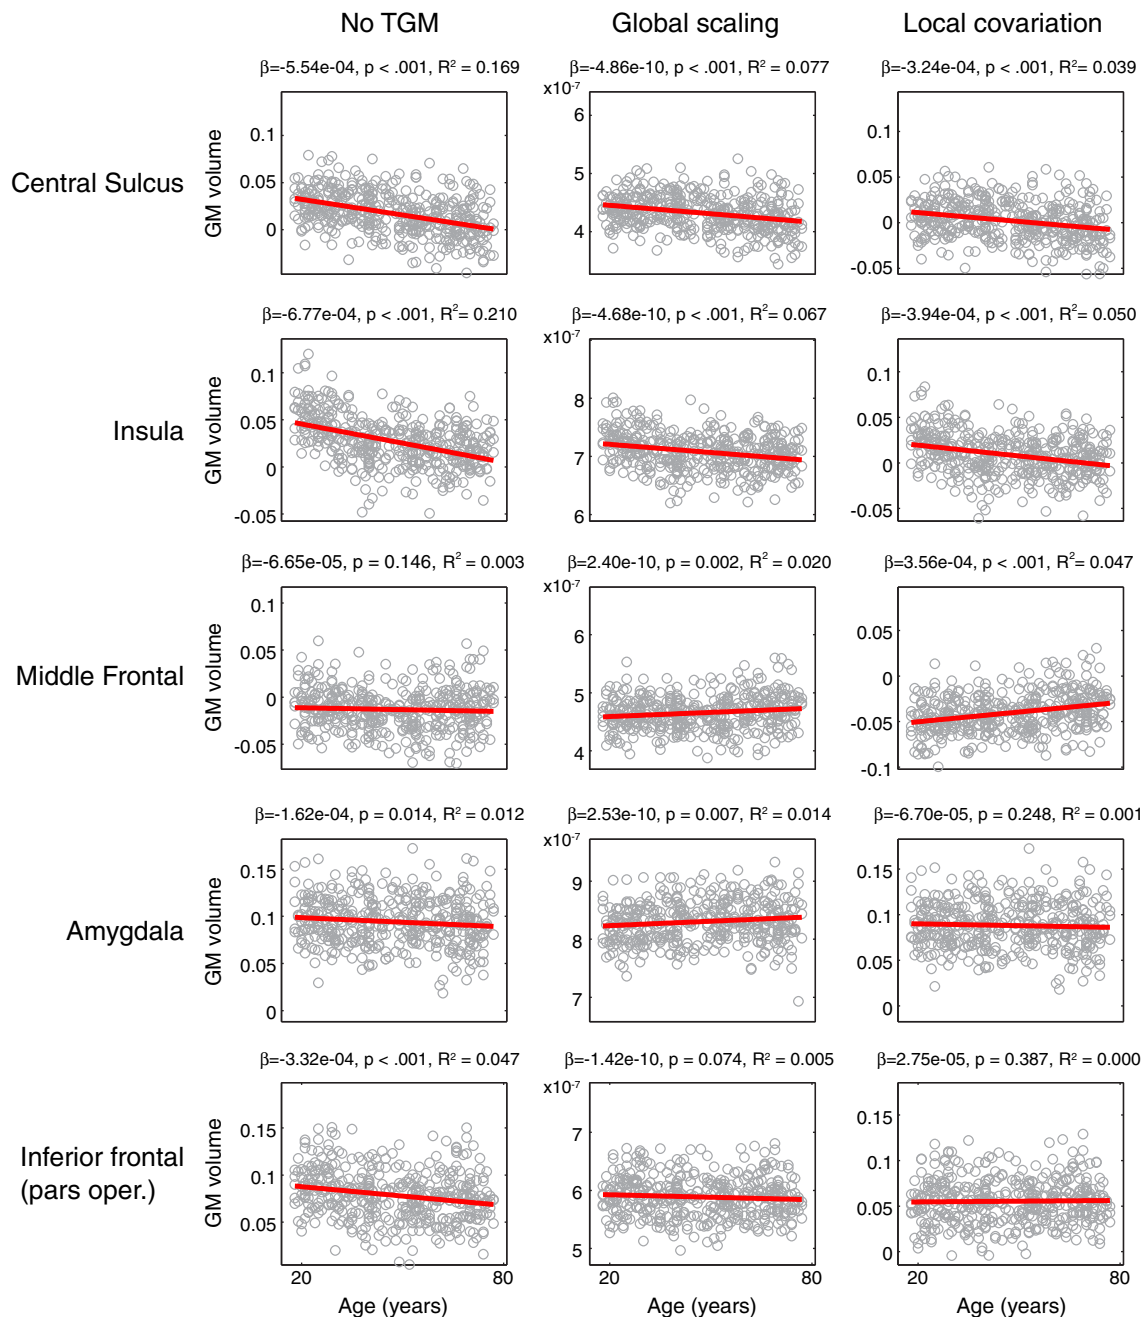 No TGM Global scaling Local covariation
β=-5.54e-04, p < .001, R² = 0.169 β=-4.86e-10, p < .001, R² = 0.077 β=-3.24e-04, p < .001, R² = 0.039
Central Sulcus
GM volume
0.1
0.05
0
x10⁻⁷
6
5
4
0.1
0.05
0
-0.05
β=-6.77e-04, p < .001, R²= 0.210 β=-4.68e-10, p < .001, R² = 0.067 β=-3.94e-04, p < .001, R² = 0.050
Insula
GM volume
0.1
0.05
0
-0.05
x10⁻⁷
8
7
6
0.1
0.05
0
-0.05
β=-6.65e-05, p = 0.146, R² = 0.003 β=2.40e-10, p = 0.002, R² = 0.020 β=3.56e-04, p < .001, R² = 0.047
Middle Frontal
GM volume
0.1
0.05
0
-0.05
x10⁻⁷
6
5
4
0.05
0
-0.05
-0.1
β=-1.62e-04, p = 0.014, R² = 0.012 β=2.53e-10, p = 0.007, R² = 0.014 β=-6.70e-05, p = 0.248, R² = 0.001
Amygdala
GM volume
0.15
0.1
0.05
0
x10⁻⁷
9
8
7
0.15
0.1
0.05
0
β=-3.32e-04, p < .001, R² = 0.047 β=-1.42e-10, p = 0.074, R² = 0.005 β=2.75e-05, p = 0.387, R² = 0.000
Inferior frontal
(pars oper.)
GM volume
0.15
0.1
0.05
x10⁻⁷
7
6
5
0.15
0.1
0.05
0
20 80 20 80 20 80
Age (years) Age (years) Age (years)